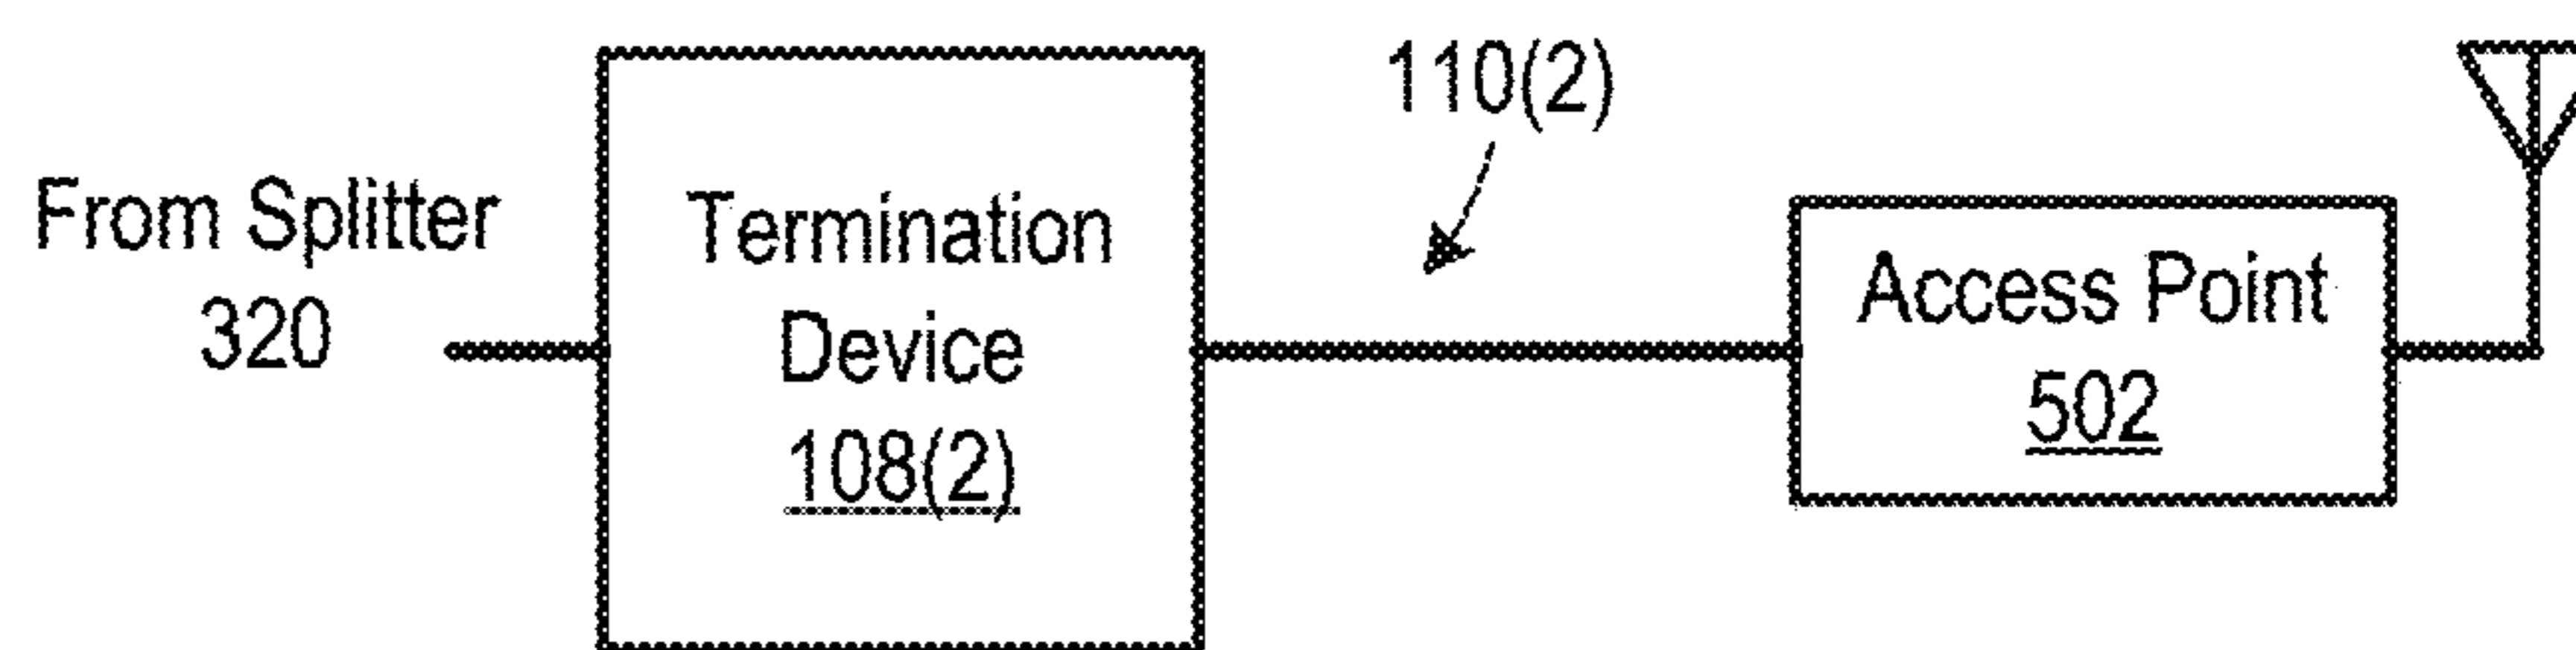 From Splitter
320
Termination
Device
108(2)
110(2)
Access Point
502